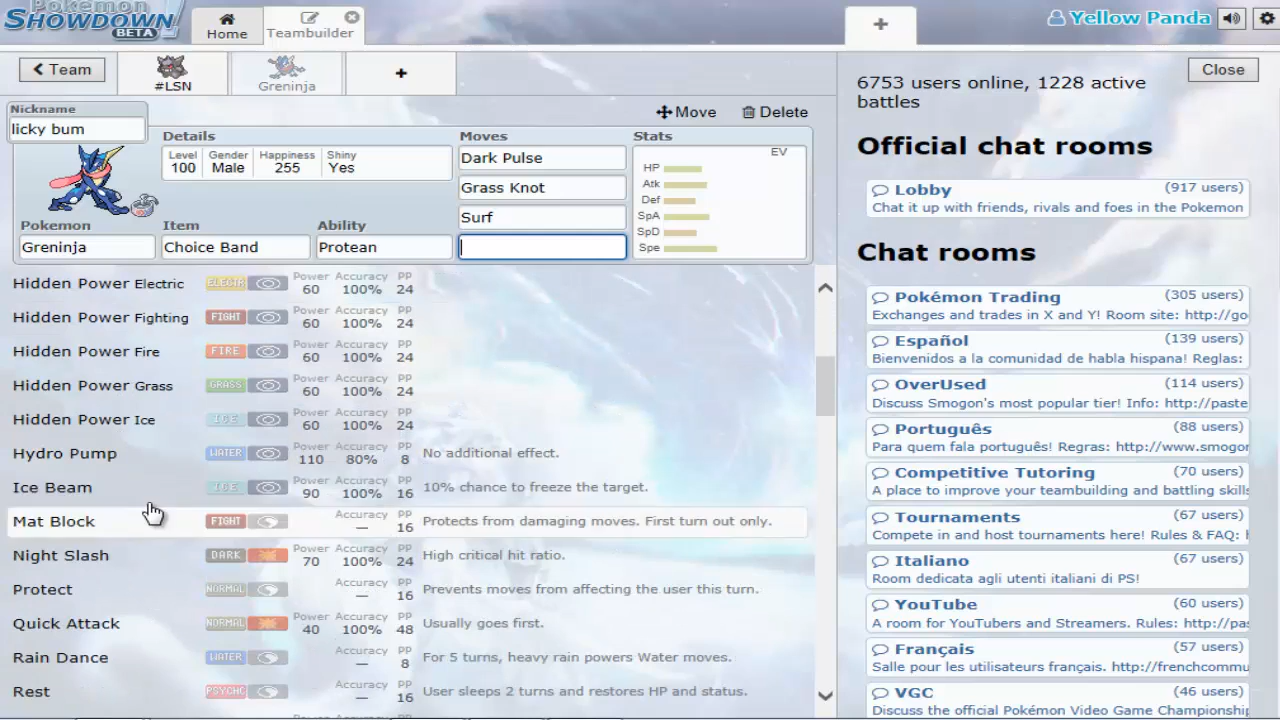 Pokémon
SHOWDOWN
BETA
Home
Teambuilder
+
Yellow Panda
< Team
#LSN
Greninja
+
Nickname
licky bum
Move
Delete
Details
Moves
Stats
Level
100
Gender
Male
Happiness
255
Shiny
Yes
Dark Pulse
Grass Knot
Surf
EV
HP
Atk
Def
SpA
SpD
Spe
Pokemon
Item
Ability
Greninja
Choice Band
Protean
Hidden Power Electric ELECTR Power 60 Accuracy 100% PP 24
Hidden Power Fighting FIGHT Power 60 Accuracy 100% PP 24
Hidden Power Fire FIRE Power 60 Accuracy 100% PP 24
Hidden Power Grass GRASS Power 60 Accuracy 100% PP 24
Hidden Power Ice ICE Power 60 Accuracy 100% PP 24
Hydro Pump WATER Power 110 Accuracy 80% PP 8 No additional effect.
Ice Beam ICE Power 90 Accuracy 100% PP 16 10% chance to freeze the target.
Mat Block FIGHT Accuracy — PP 16 Protects from damaging moves. First turn out only.
Night Slash DARK Power 70 Accuracy 100% PP 24 High critical hit ratio.
Protect NORMAL Accuracy — PP 16 Prevents moves from affecting the user this turn.
Quick Attack NORMAL Power 40 Accuracy 100% PP 48 Usually goes first.
Rain Dance WATER Accuracy — PP 8 For 5 turns, heavy rain powers Water moves.
Rest PSYCHC Accuracy — PP 16 User sleeps 2 turns and restores HP and status.
6753 users online, 1228 active
battles
Close
Official chat rooms
Lobby (917 users)
Chat it up with friends, rivals and foes in the Pokémon
Chat rooms
Pokémon Trading (305 users)
Exchanges and trades in X and Y! Room site: http://go
Español (139 users)
Bienvenidos a la comunidad de habla hispana! Reglas:
OverUsed (114 users)
Discuss Smogon's most popular tier! Info: http://paste
Português (88 users)
Para quem fala português! Regras: http://www.smogor
Competitive Tutoring (70 users)
A place to improve your teambuilding and battling skills
Tournaments (67 users)
Compete in and host tournaments here! Rules & FAQ: h
Italiano (67 users)
Room dedicata agli utenti italiani di PS!
YouTube (60 users)
A room for YouTubers and Streamers. Rules: http://pas
Français (57 users)
Salle pour les utilisateurs français. http://frenchcommu
VGC (46 users)
Discuss the official Pokémon Video Game Championship